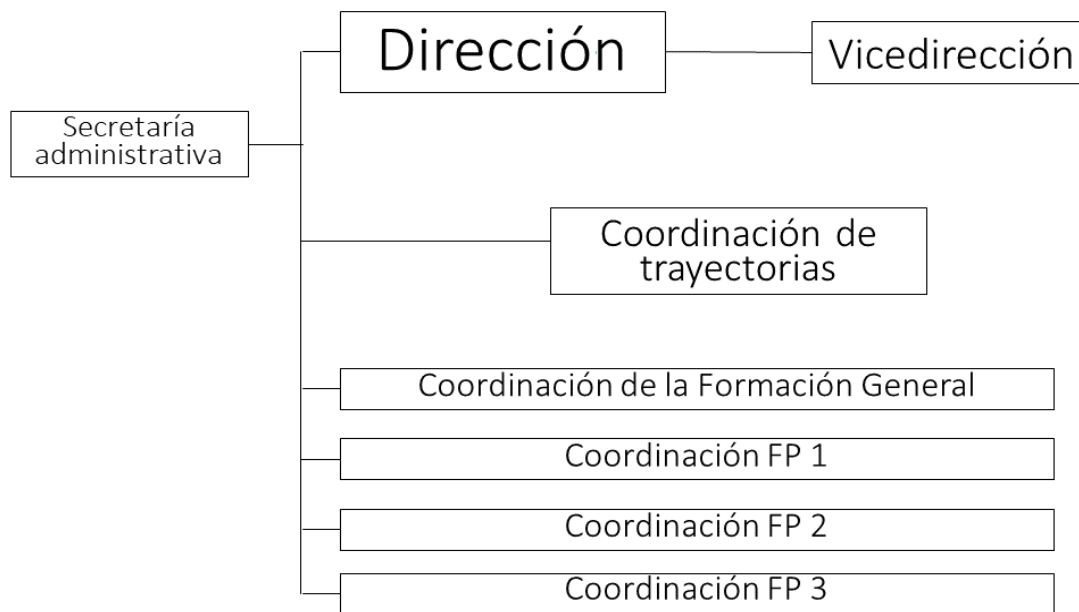 Dirección
Vicedirección
Secretaría
administrativa
Coordinación de
trayectorias
Coordinación de la Formación General
Coordinación FP 1
Coordinación FP 2
Coordinación FP 3